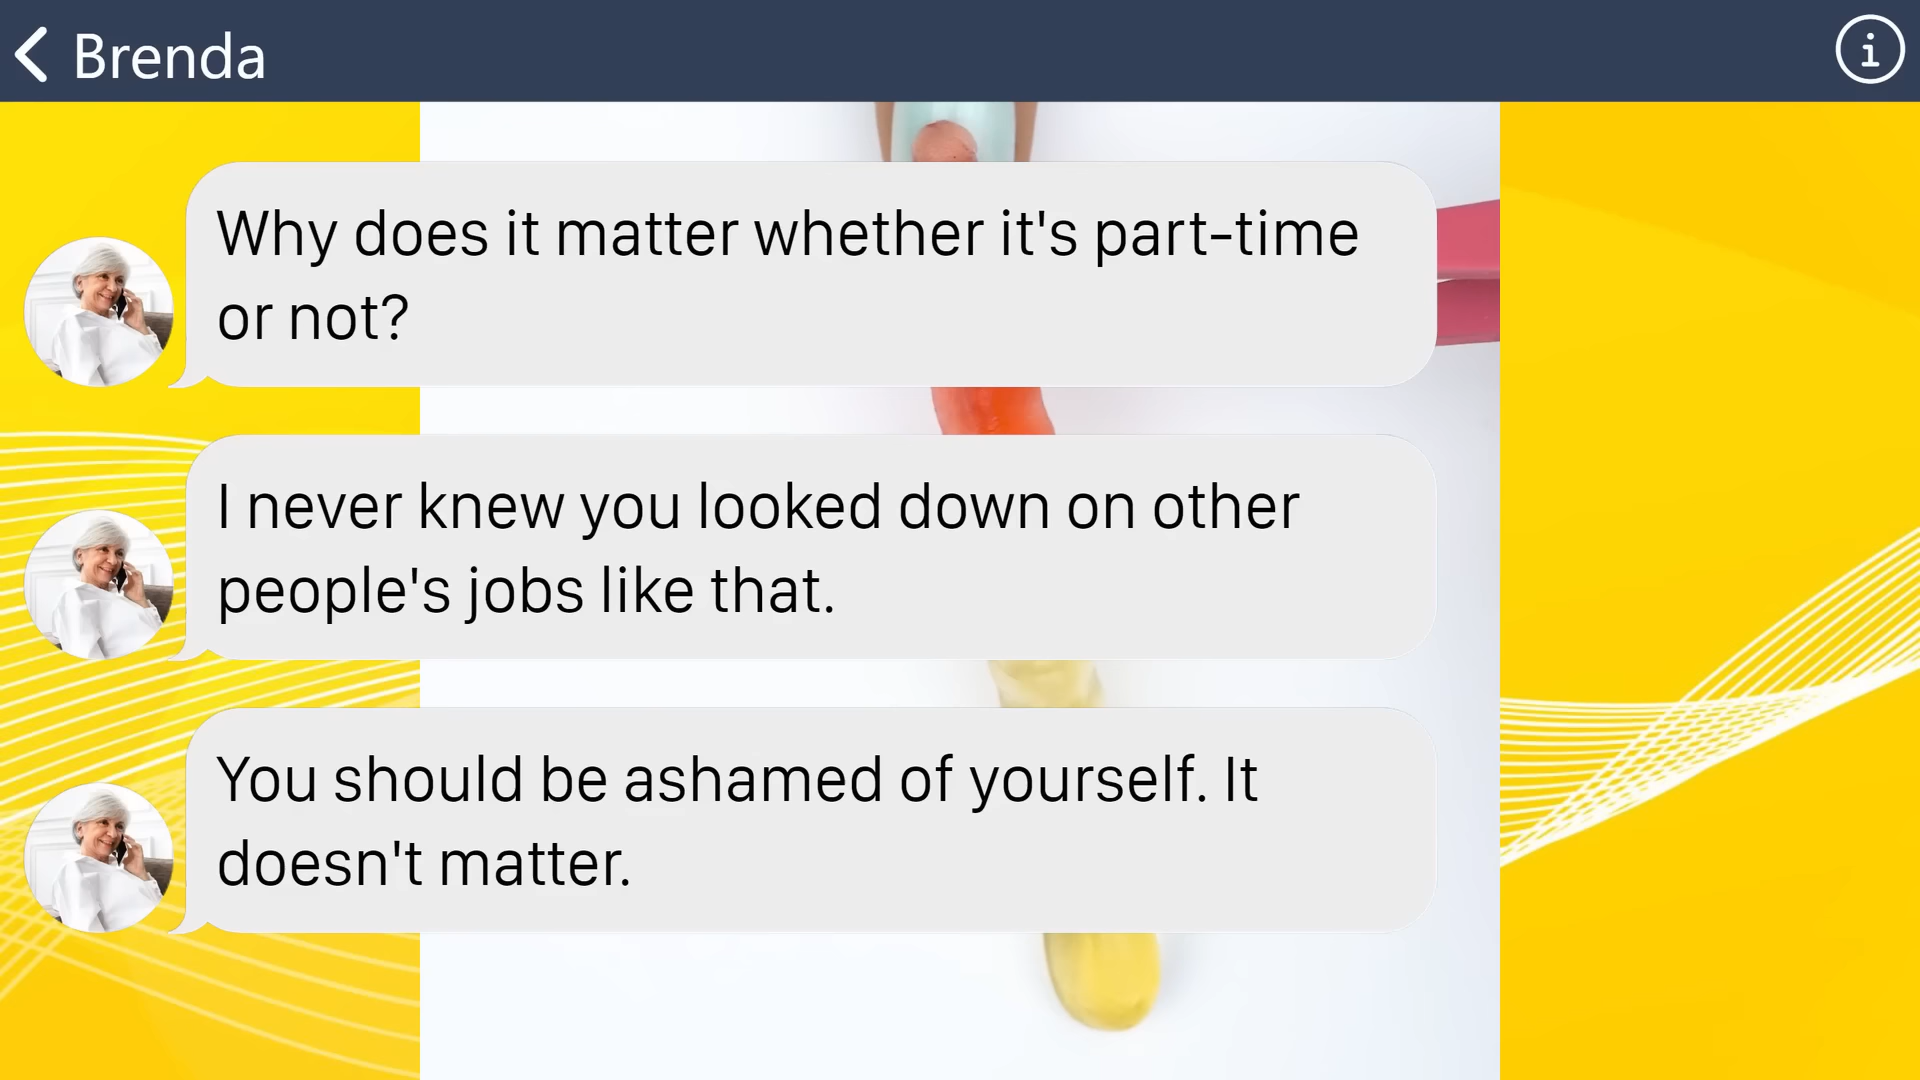 Brenda
Why does it matter whether it's part-time
or not?
I never knew you looked down on other
people's jobs like that.
You should be ashamed of yourself. It
doesn't matter.